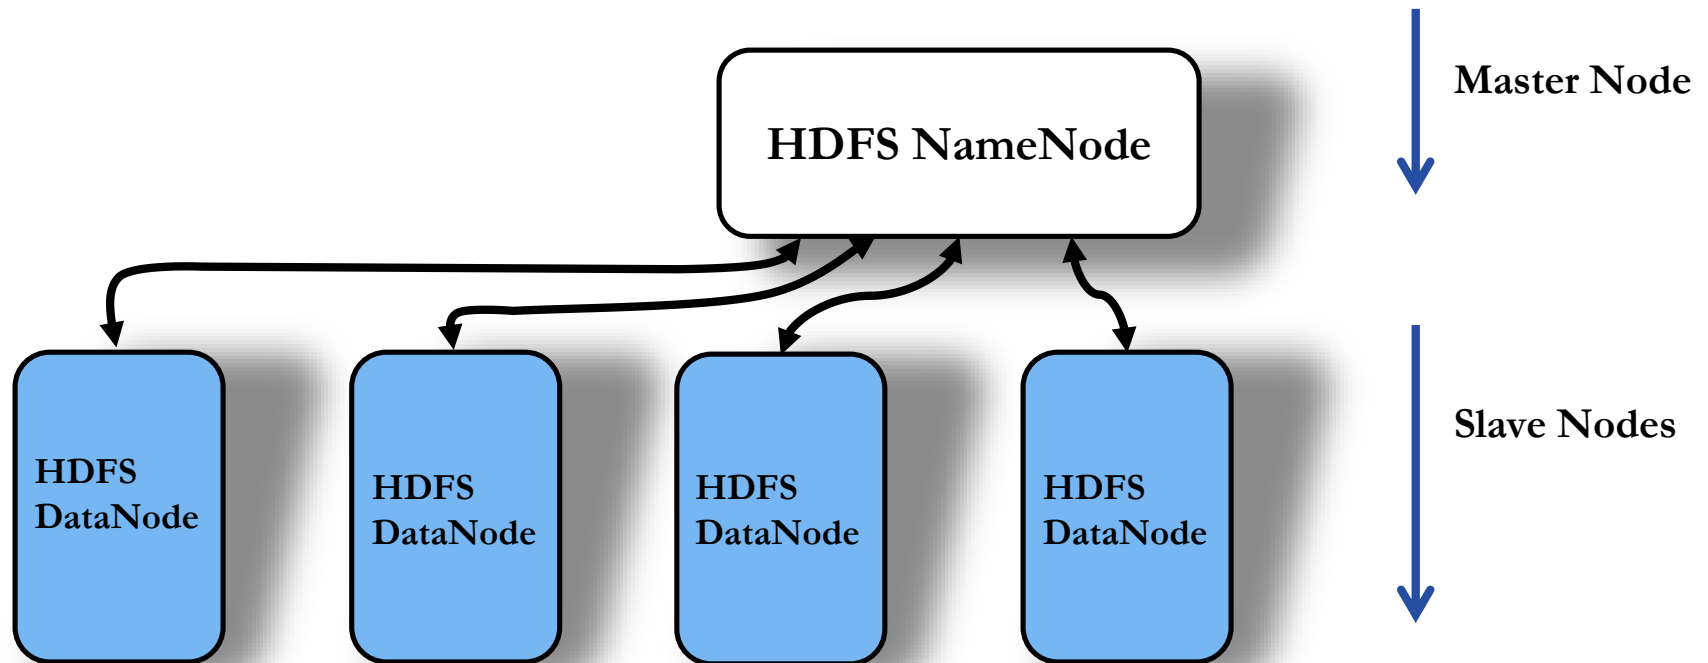 Master Node
HDFS NameNode
Slave Nodes
HDFS
DataNode
HDFS
DataNode
HDFS
DataNode
HDFS
DataNode